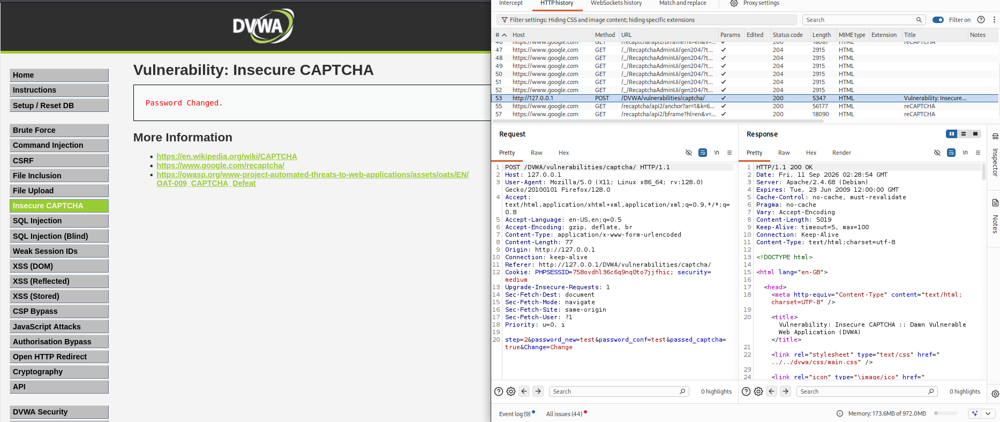 DVWA
Home
Instructions
Setup / Reset DB
Brute Force
Command Injection
CSRF
File Inclusion
File Upload
Insecure CAPTCHA
SQL Injection
SQL Injection (Blind)
Weak Session IDs
XSS (DOM)
XSS (Reflected)
XSS (Stored)
CSP Bypass
JavaScript Attacks
Authorisation Bypass
Open HTTP Redirect
Cryptography
API
DVWA Security
Vulnerability: Insecure CAPTCHA
Password Changed.
More Information
https://en.wikipedia.org/wiki/CAPTCHA
https://www.google.com/recaptcha/
https://owasp.org/www-project-automated-threats-to-web-applications/assets/oats/EN/
OAT-009_CAPTCHA_Defeat
Intercept HTTP history WebSockets history Match and replace Proxy settings
Filter settings: Hiding CSS and image content; hiding specific extensions Search Filter on
# Host Method URL Params Edited Status code Length MIME type Extension Title Notes
46 https://www.google.com GET /recaptcha/api2/bframe?hl=en&v=... 200 18087 HTML reCAPTCHA
47 https://www.google.com GET /_/RecaptchaAdminUi/gen204/?t... 204 2915 HTML
48 https://www.google.com GET /_/RecaptchaAdminUi/gen204/?t... 204 2915 HTML
49 https://www.google.com GET /_/RecaptchaAdminUi/gen204/?t... 204 2915 HTML
50 https://www.google.com GET /_/RecaptchaAdminUi/gen204/?t... 204 2915 HTML
51 https://www.google.com GET /_/RecaptchaAdminUi/gen204/?t... 204 2915 HTML
52 https://www.google.com GET /_/RecaptchaAdminUi/gen204/?t... 204 2915 HTML
53 http://127.0.0.1 POST /DVWA/vulnerabilities/captcha/ 200 5347 HTML Vulnerability: Insecure...
55 https://www.google.com GET /recaptcha/api2/anchor?ar=1&k=6... 200 56177 HTML reCAPTCHA
57 https://www.google.com GET /recaptcha/api2/bframe?hl=en&v=... 200 18090 HTML reCAPTCHA
Request
Pretty Raw Hex \n
1 POST /DVWA/vulnerabilities/captcha/ HTTP/1.1
2 Host: 127.0.0.1
3 User-Agent: Mozilla/5.0 (X11; Linux x86_64; rv:128.0)
Gecko/20100101 Firefox/128.0
4 Accept:
text/html,application/xhtml+xml,application/xml;q=0.9,*/*;q=
0.8
5 Accept-Language: en-US,en;q=0.5
6 Accept-Encoding: gzip, deflate, br
7 Content-Type: application/x-www-form-urlencoded
8 Content-Length: 77
9 Origin: http://127.0.0.1
10 Connection: keep-alive
11 Referer: http://127.0.0.1/DVWA/vulnerabilities/captcha/
12 Cookie: PHPSESSID=758ovdhl36c6q9nq0to7jjfhic; security=
medium
13 Upgrade-Insecure-Requests: 1
14 Sec-Fetch-Dest: document
15 Sec-Fetch-Mode: navigate
16 Sec-Fetch-Site: same-origin
17 Sec-Fetch-User: ?1
18 Priority: u=0, i
19
20 step=2&password_new=test&password_conf=test&passed_captcha=
true&Change=Change
Search 0 highlights
Response
Pretty Raw Hex Render \n
1 HTTP/1.1 200 OK
2 Date: Fri, 11 Sep 2026 02:28:54 GMT
3 Server: Apache/2.4.68 (Debian)
4 Expires: Tue, 23 Jun 2009 12:00:00 GMT
5 Cache-Control: no-cache, must-revalidate
6 Pragma: no-cache
7 Vary: Accept-Encoding
8 Content-Length: 5019
9 Keep-Alive: timeout=5, max=100
10 Connection: Keep-Alive
11 Content-Type: text/html;charset=utf-8
12
13 <!DOCTYPE html>
14
15 <html lang="en-GB">
16
17 <head>
18 <meta http-equiv="Content-Type" content="text/html;
charset=UTF-8" />
19
20 <title>
Vulnerability: Insecure CAPTCHA :: Damn Vulnerable
Web Application (DVWA)
</title>
21
22 <link rel="stylesheet" type="text/css" href="
../../dvwa/css/main.css" />
23
24 <link rel="icon" type="\image/ico" href="
Search 0 highlights
Inspector
Notes
Event log (9) All issues (44) Memory: 173.6MB of 972.0MB